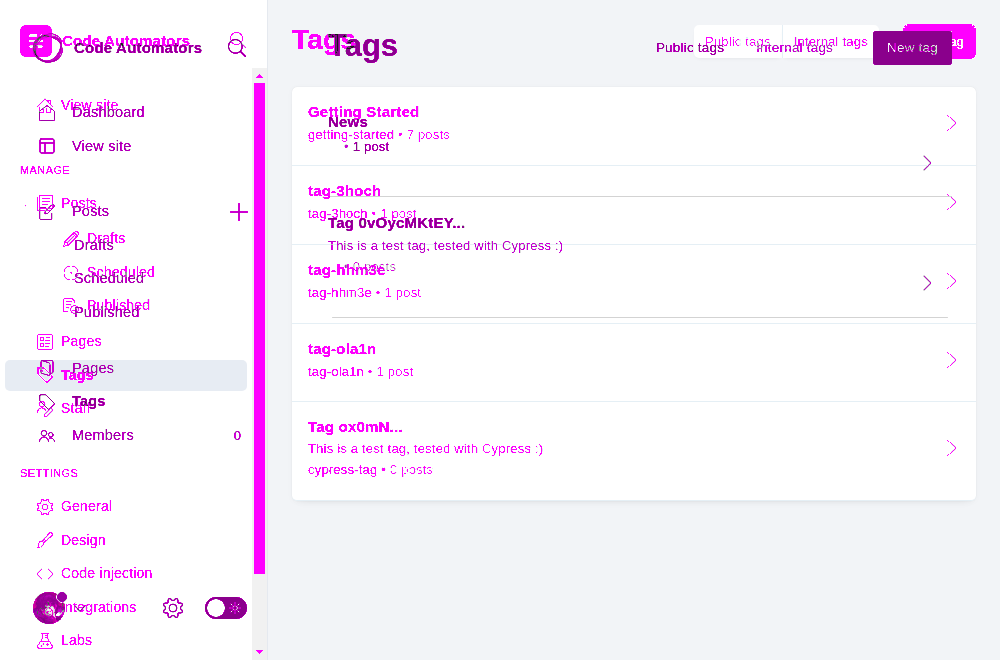 Code Automators
Code Automators
View site
Dashboard
View site
MANAGE
Posts
Posts
Drafts
Drafts
Scheduled
Scheduled
Published
Published
Pages
Pages
Tags
Tags
Staff
Members 0
SETTINGS
General
Design
Code injection
Integrations
Labs
Tags
Tags
Public tags Internal tags
Public tags Internal tags New tag
tag
Getting Started
News
getting-started • 7 posts
• 1 post
tag-3hoch
tag-3hoch • 1 post
Tag 0vOycMKtEY...
This is a test tag, tested with Cypress :)
tag-hhm3e
tag-hhm3e • 1 post
tag-ola1n
tag-ola1n • 1 post
Tag ox0mN...
This is a test tag, tested with Cypress :)
cypress-tag • 0 posts